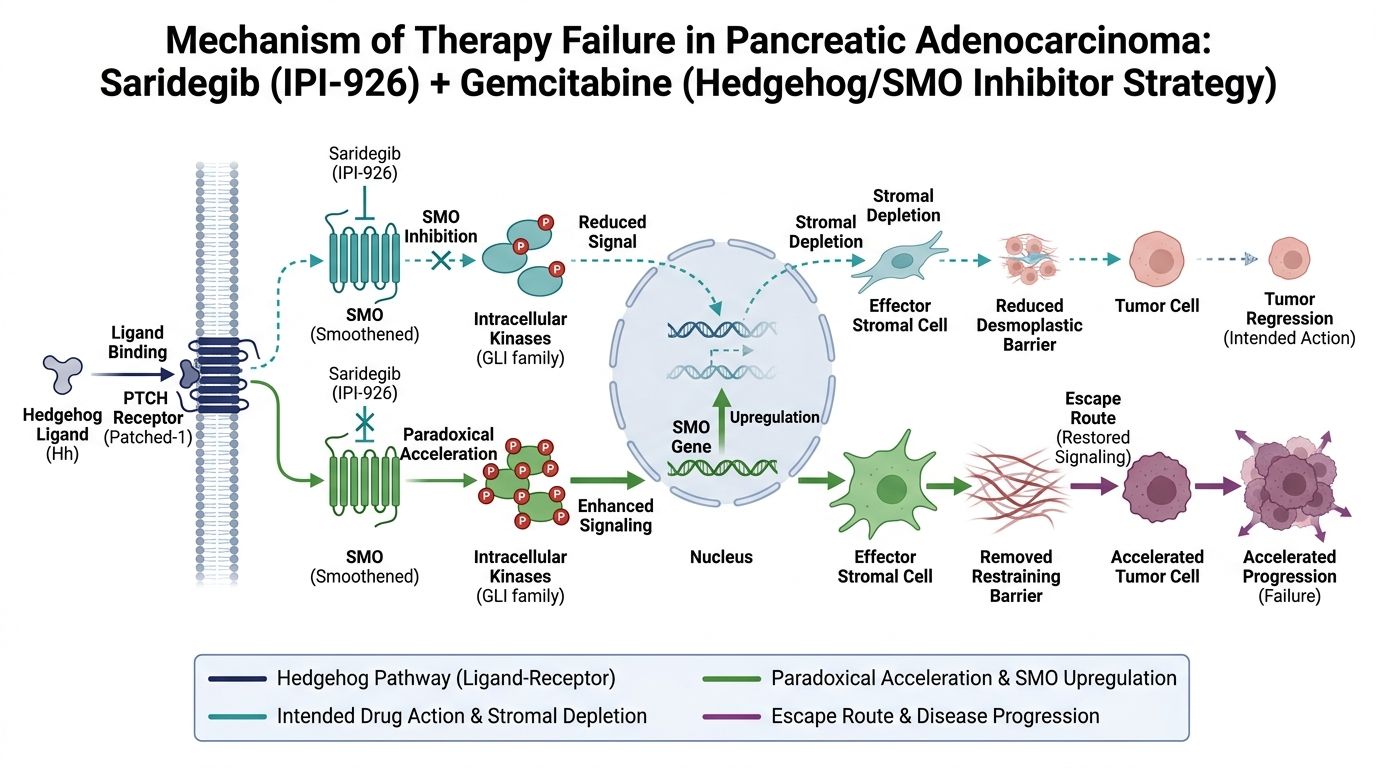 Mechanism of Therapy Failure in Pancreatic Adenocarcinoma:
Saridegib (IPI-926) + Gemcitabine (Hedgehog/SMO Inhibitor Strategy)
Hedgehog
Ligand
(Hh)
Ligand
Binding
PTCH
Receptor
(Patched-1)
Saridegib
(IPI-926)
SMO
(Smoothened)
SMO
Inhibition
P
P
P
Intracellular
Kinases
(GLI family)
Reduced
Signal
Stromal
Depletion
Stromal
Depletion
Effector
Stromal Cell
Reduced
Desmoplastic
Barrier
Tumor Cell
Tumor
Regression
(Intended Action)
Saridegib
(IPI-926)
SMO
(Smoothened)
Paradoxical
Acceleration
P
P
P
P
P
P
P
P
P
P
P
Intracellular
Kinases
(GLI family)
Enhanced
Signaling
SMO
Gene
Upregulation
Nucleus
Effector
Stromal Cell
Removed
Restraining
Barrier
Escape
Route
(Restored
Signaling)
Accelerated
Tumor Cell
Accelerated
Progression
(Failure)
Hedgehog Pathway (Ligand-Receptor)
Intended Drug Action & Stromal Depletion
Paradoxical Acceleration & SMO Upregulation
Escape Route & Disease Progression